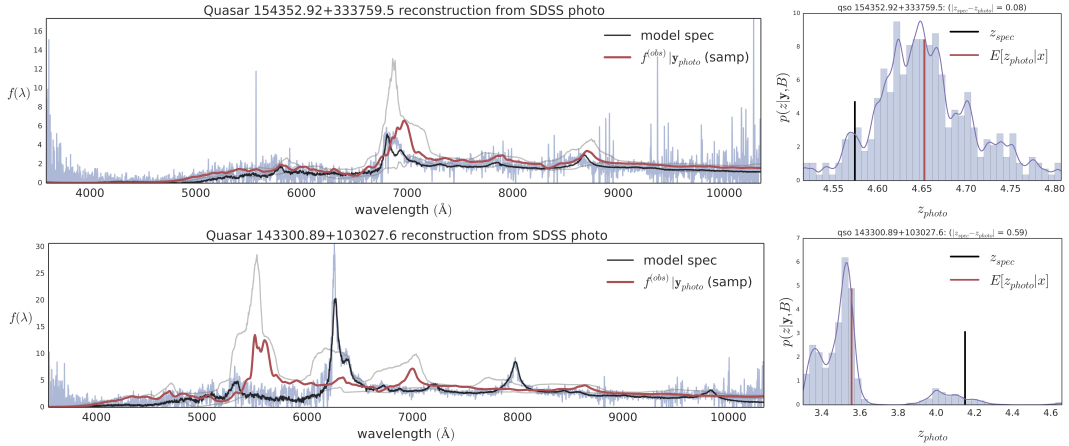 Quasar 154352.92+333759.5 reconstruction from SDSS photo
16
14
12
10
8
6
4
2
0
f(λ)
model spec
f^(obs) |y_photo (samp)
4000 5000 6000 7000 8000 9000 10000
wavelength (Å)
qso 154352.92+333759.5: (|z_spec−z_photo| = 0.08)
10
8
6
4
2
0
p(z|y,B)
z_spec
E[z_photo|x]
4.55 4.60 4.65 4.70 4.75 4.80
z_photo
Quasar 143300.89+103027.6 reconstruction from SDSS photo
30
25
20
15
10
5
0
f(λ)
model spec
f^(obs) |y_photo (samp)
4000 5000 6000 7000 8000 9000 10000
wavelength (Å)
qso 143300.89+103027.6: (|z_spec−z_photo| = 0.59)
7
6
5
4
3
2
1
0
p(z|y,B)
z_spec
E[z_photo|x]
3.4 3.6 3.8 4.0 4.2 4.4 4.6
z_photo